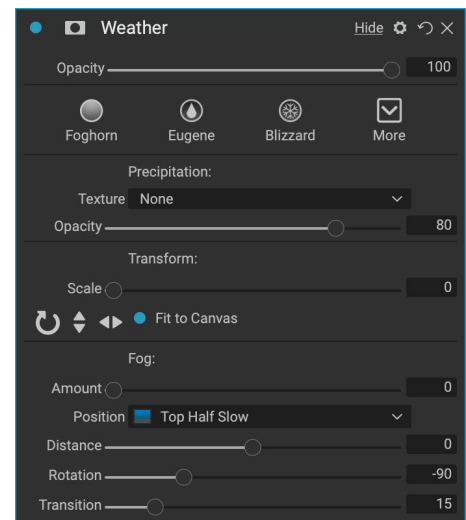 Weather Hide
Opacity 100
Foghorn Eugene Blizzard More
Precipitation:
Texture None
Opacity 80
Transform:
Scale 0
Fit to Canvas
Fog:
Amount 0
Position Top Half Slow
Distance 0
Rotation -90
Transition 15